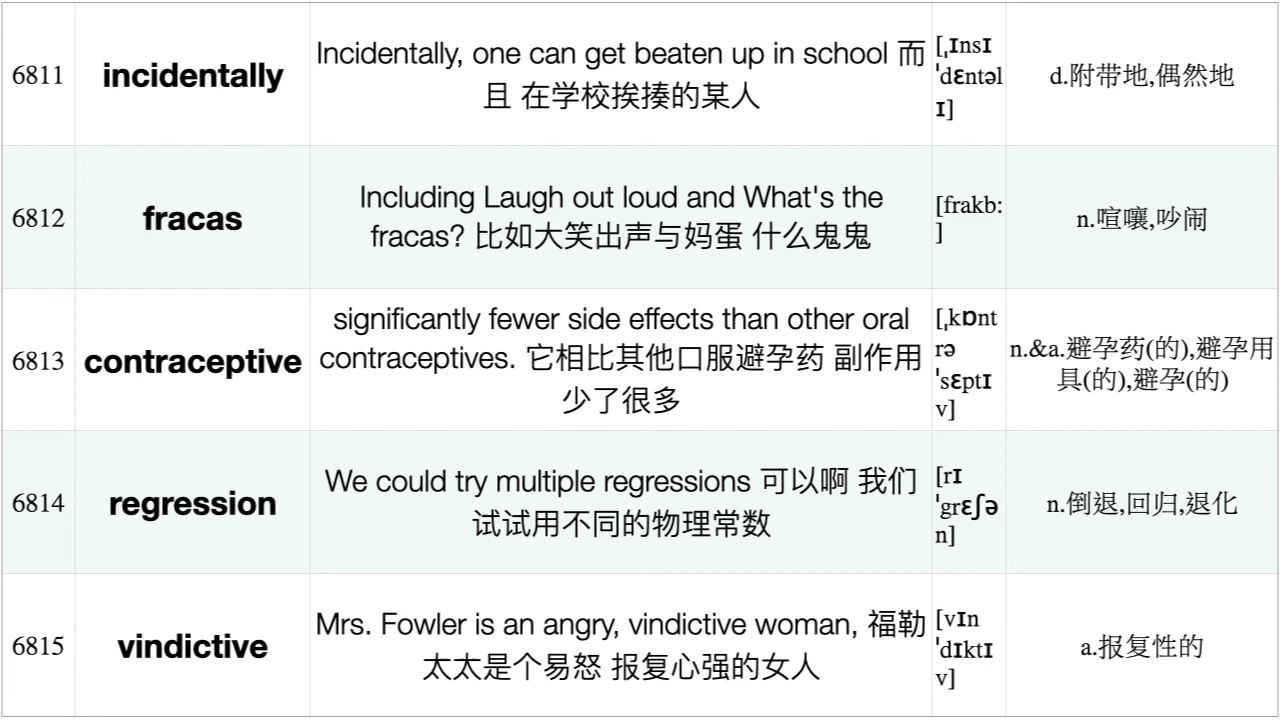 6811
incidentally
Incidentally, one can get beaten up in school 而
且 在学校挨揍的某人
[ˌɪnsɪ
ˈdɛntəl
ɪ]
d.附带地,偶然地
6812
fracas
Including Laugh out loud and What's the
fracas? 比如大笑出声与妈蛋 什么鬼鬼
[frakb:
]
n.喧嚷,吵闹
6813
contraceptive
significantly fewer side effects than other oral
contraceptives. 它相比其他口服避孕药 副作用
少了很多
[ˌkɒnt
rə
ˈsɛptɪ
v]
n.&a.避孕药(的),避孕用
具(的),避孕(的)
6814
regression
We could try multiple regressions 可以啊 我们
试试用不同的物理常数
[rɪ
ˈgrɛʃə
n]
n.倒退,回归,退化
6815
vindictive
Mrs. Fowler is an angry, vindictive woman, 福勒
太太是个易怒 报复心强的女人
[vɪn
ˈdɪktɪ
v]
a.报复性的